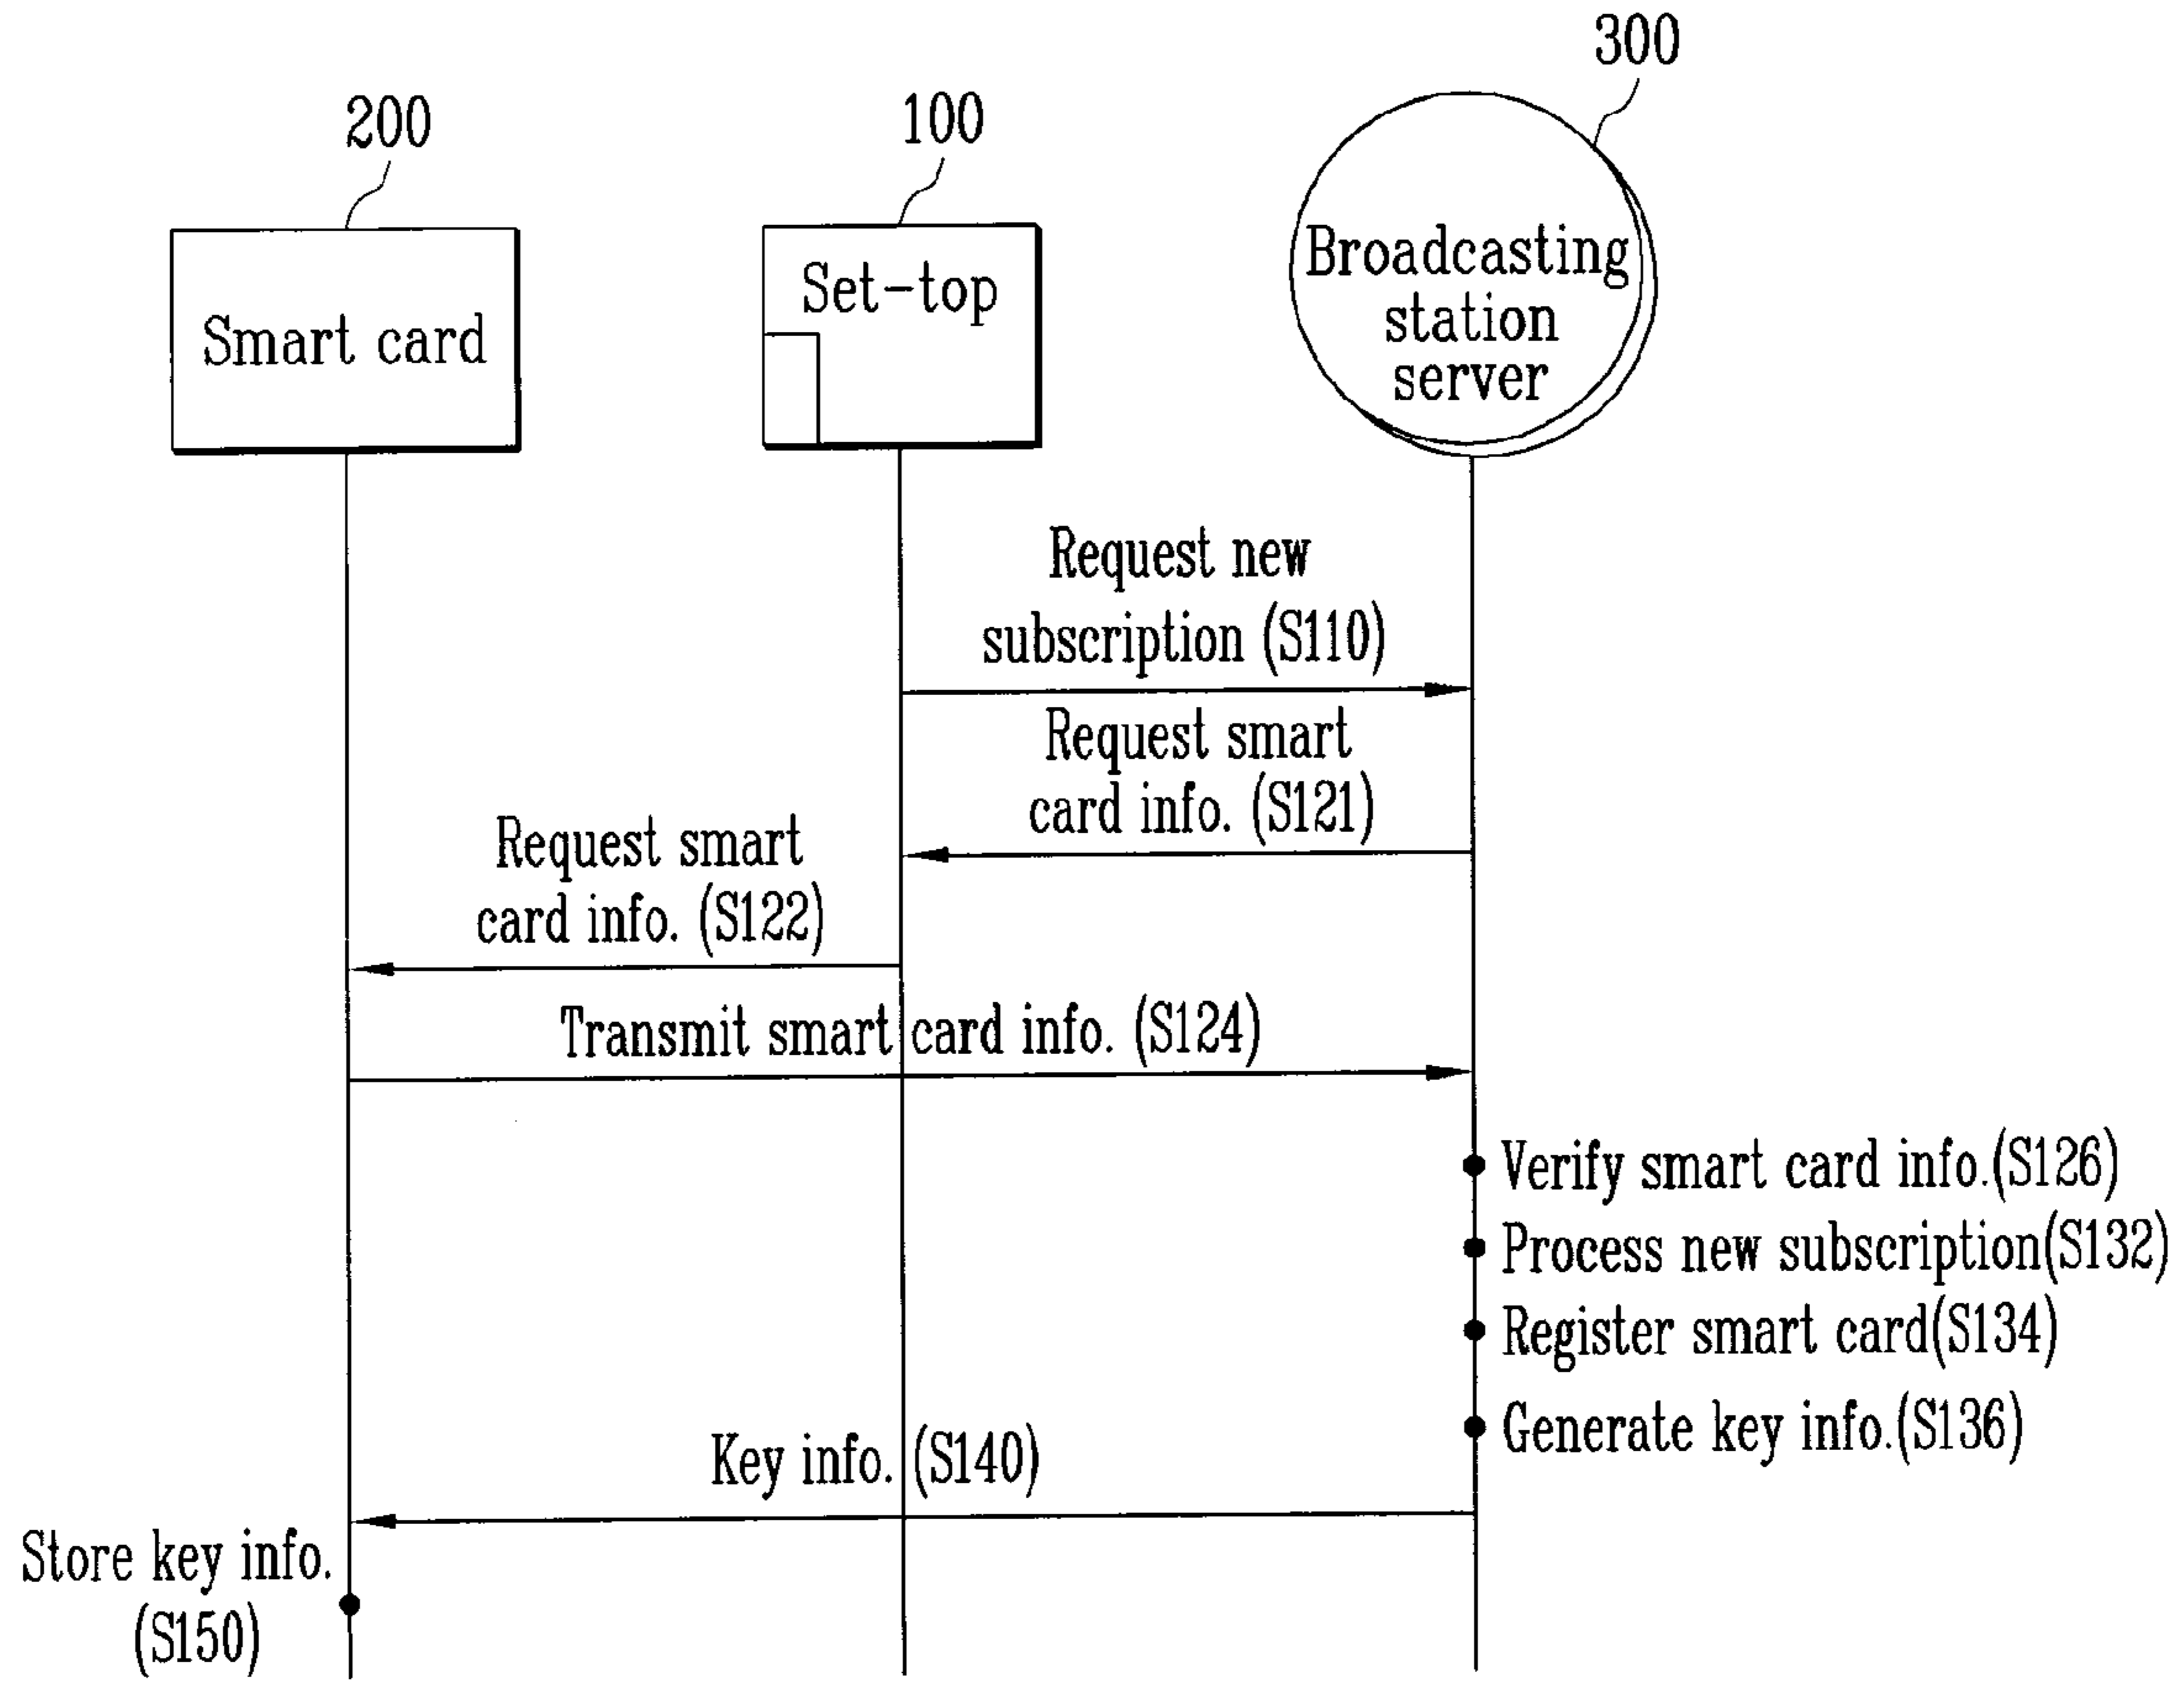 300
200
100
Smart card
Set-top
Broadcasting
station
server
Request new
subscription (S110)
Request smart
card info. (S121)
Request smart
card info. (S122)
Transmit smart card info. (S124)
Verify smart card info.(S126)
Process new subscription(S132)
Register smart card(S134)
Generate key info.(S136)
Key info. (S140)
Store key info.
(S150)